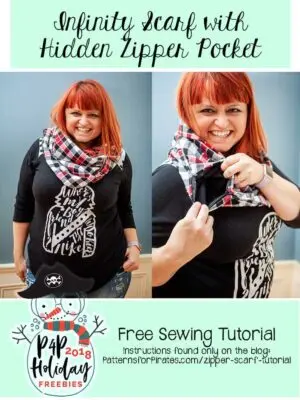 Infinity Scarf with
Hidden Zipper Pocket
P4P
2018
Holiday
FREEBIES
Free Sewing Tutorial
Instructions found only on the blog:
patternsforpirates.com/zipper-scarf-tutorial